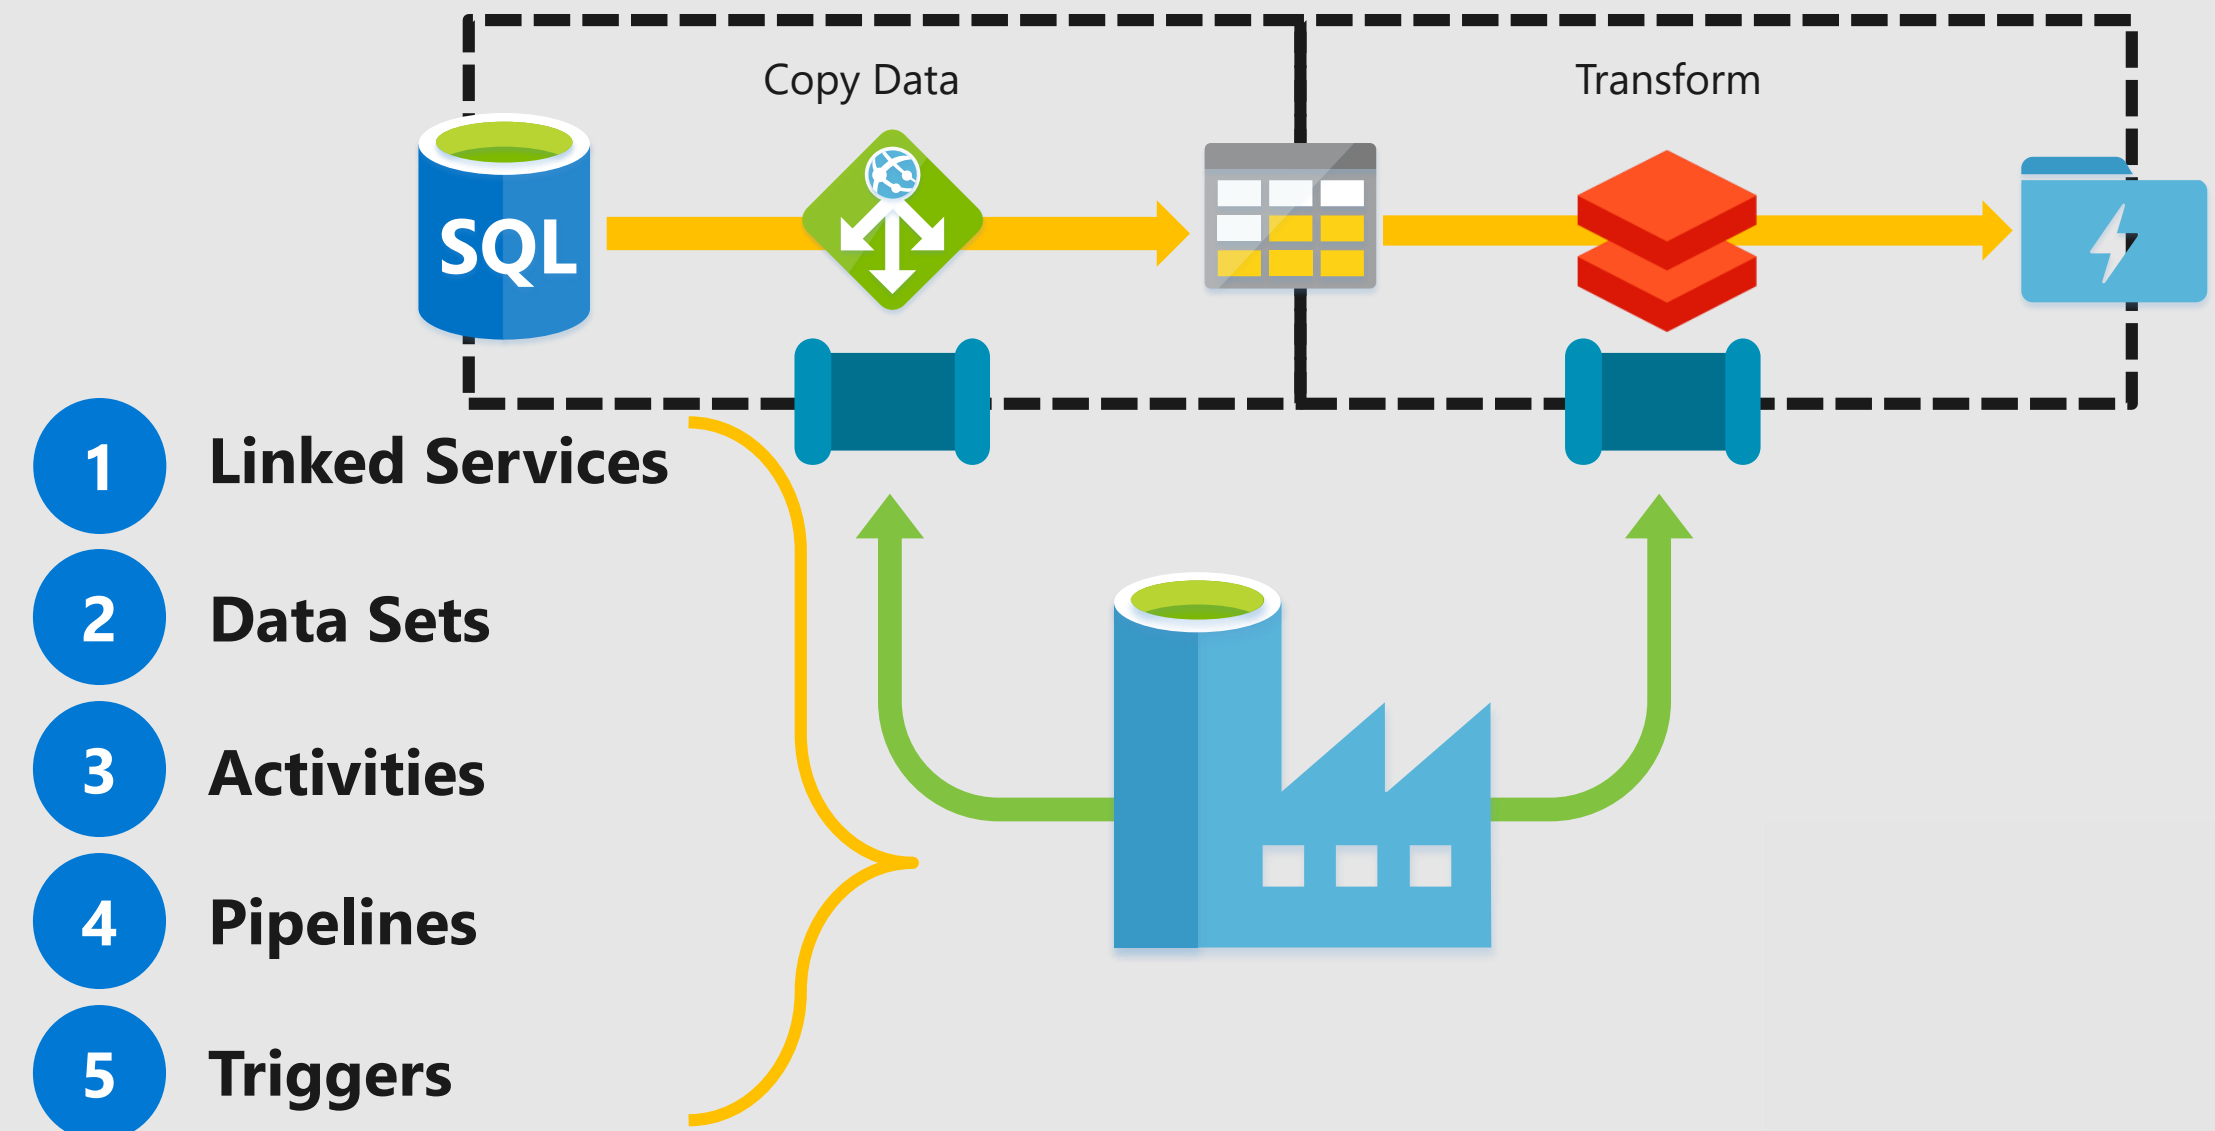 Copy Data
Transform
SQL
1 Linked Services
2 Data Sets
3 Activities
4 Pipelines
5 Triggers